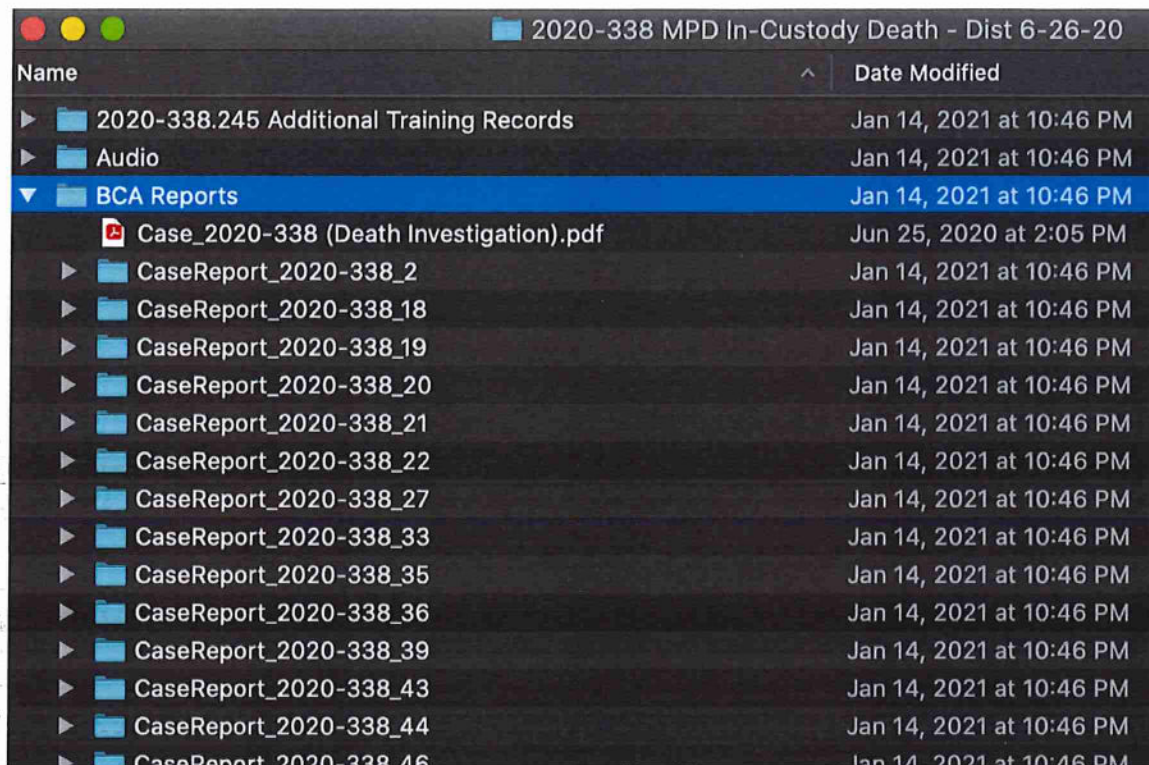 2020-338 MPD In-Custody Death - Dist 6-26-20
Name Date Modified
2020-338.245 Additional Training Records Jan 14, 2021 at 10:46 PM
Audio Jan 14, 2021 at 10:46 PM
BCA Reports Jan 14, 2021 at 10:46 PM
Case_2020-338 (Death Investigation).pdf Jun 25, 2020 at 2:05 PM
CaseReport_2020-338_2 Jan 14, 2021 at 10:46 PM
CaseReport_2020-338_18 Jan 14, 2021 at 10:46 PM
CaseReport_2020-338_19 Jan 14, 2021 at 10:46 PM
CaseReport_2020-338_20 Jan 14, 2021 at 10:46 PM
CaseReport_2020-338_21 Jan 14, 2021 at 10:46 PM
CaseReport_2020-338_22 Jan 14, 2021 at 10:46 PM
CaseReport_2020-338_27 Jan 14, 2021 at 10:46 PM
CaseReport_2020-338_33 Jan 14, 2021 at 10:46 PM
CaseReport_2020-338_35 Jan 14, 2021 at 10:46 PM
CaseReport_2020-338_36 Jan 14, 2021 at 10:46 PM
CaseReport_2020-338_39 Jan 14, 2021 at 10:46 PM
CaseReport_2020-338_43 Jan 14, 2021 at 10:46 PM
CaseReport_2020-338_44 Jan 14, 2021 at 10:46 PM
CaseReport_2020-338_46 Jan 14, 2021 at 10:46 PM